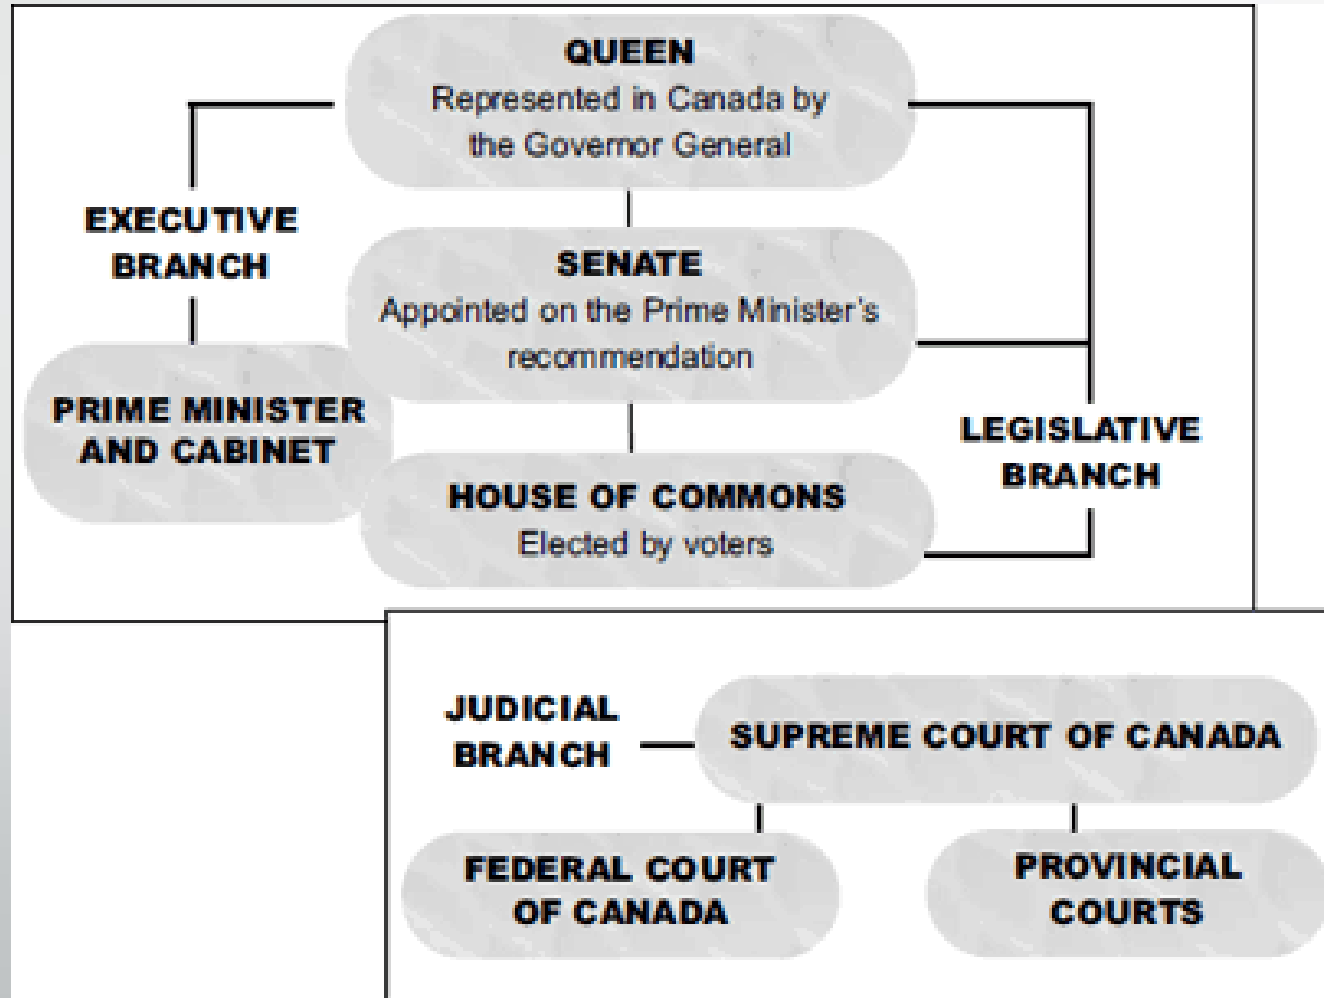 QUEEN
Represented in Canada by
the Governor General
EXECUTIVE
BRANCH
SENATE
Appointed on the Prime Minister's
recommendation
PRIME MINISTER
AND CABINET
LEGISLATIVE
BRANCH
HOUSE OF COMMONS
Elected by voters
JUDICIAL
BRANCH
SUPREME COURT OF CANADA
FEDERAL COURT
OF CANADA
PROVINCIAL
COURTS